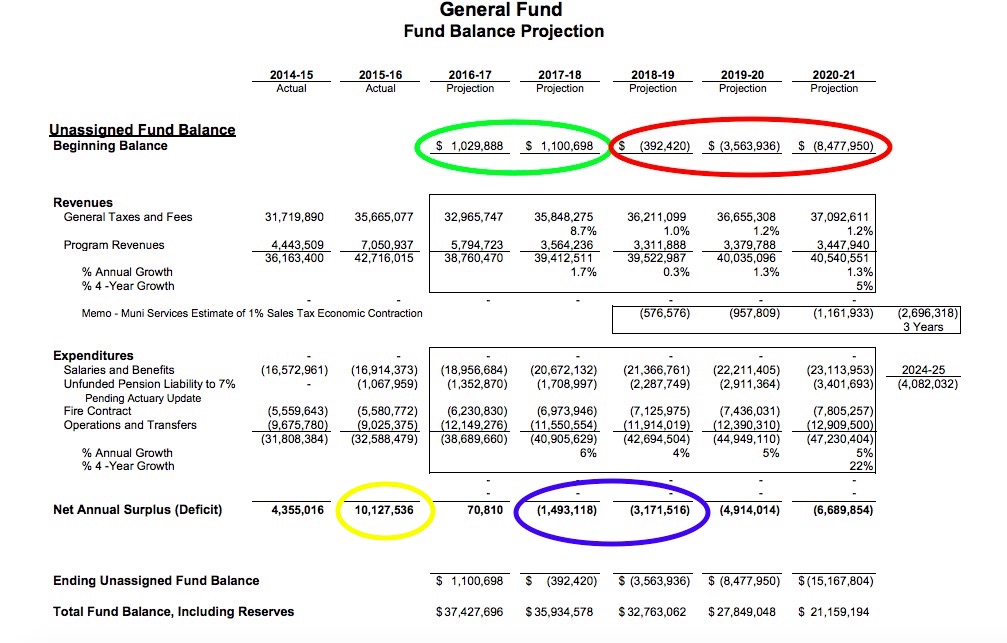 General Fund
Fund Balance Projection
2014-15 2015-16 2016-17 2017-18 2018-19 2019-20 2020-21
Actual Actual Projection Projection Projection Projection Projection
Unassigned Fund Balance
Beginning Balance $ 1,029,888 $ 1,100,698 $ (392,420) $ (3,563,936) $ (8,477,950)
Revenues
General Taxes and Fees 31,719,890 35,665,077 32,965,747 35,848,275 36,211,099 36,655,308 37,092,611
8.7% 1.0% 1.2% 1.2%
Program Revenues 4,443,509 7,050,937 5,794,723 3,564,236 3,311,888 3,379,788 3,447,940
36,163,400 42,716,015 38,760,470 39,412,511 39,522,987 40,035,096 40,540,551
% Annual Growth 1.7% 0.3% 1.3% 1.3%
% 4 -Year Growth 5%
- - - - - - -
Memo - Muni Services Estimate of 1% Sales Tax Economic Contraction (576,576) (957,809) (1,161,933) (2,696,318)
3 Years
Expenditures - - - - - - -
Salaries and Benefits (16,572,961) (16,914,373) (18,956,684) (20,672,132) (21,366,761) (22,211,405) (23,113,953) 2024-25
Unfunded Pension Liability to 7% - (1,067,959) (1,352,870) (1,708,997) (2,287,749) (2,911,364) (3,401,693) (4,082,032)
Pending Actuary Update
Fire Contract (5,559,643) (5,580,772) (6,230,830) (6,973,946) (7,125,975) (7,436,031) (7,805,257)
Operations and Transfers (9,675,780) (9,025,375) (12,149,276) (11,550,554) (11,914,019) (12,390,310) (12,909,500)
(31,808,384) (32,588,479) (38,689,660) (40,905,629) (42,694,504) (44,949,110) (47,230,404)
% Annual Growth 6% 4% 5% 5%
% 4 -Year Growth 22%
- - - - -
- - - - -
Net Annual Surplus (Deficit) 4,355,016 10,127,536 70,810 (1,493,118) (3,171,516) (4,914,014) (6,689,854)
Ending Unassigned Fund Balance $ 1,100,698 $ (392,420) $ (3,563,936) $ (8,477,950) $ (15,167,804)
Total Fund Balance, Including Reserves $ 37,427,696 $ 35,934,578 $ 32,763,062 $ 27,849,048 $ 21,159,194